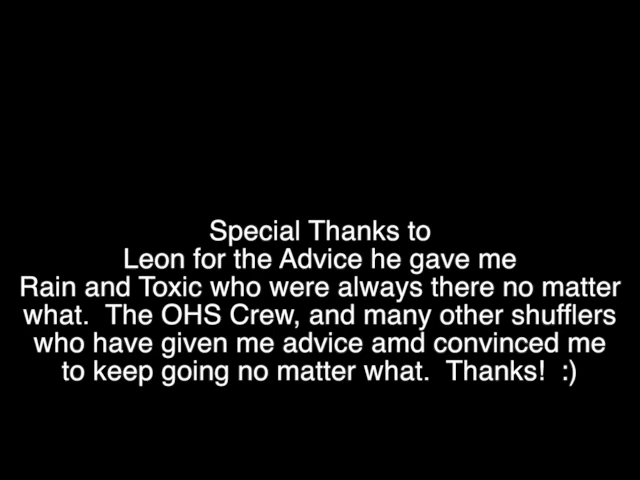 Special Thanks to
Leon for the Advice he gave me
Rain and Toxic who were always there no matter
what.  The OHS Crew, and many other shufflers
who have given me advice amd convinced me
to keep going no matter what.  Thanks!  :)